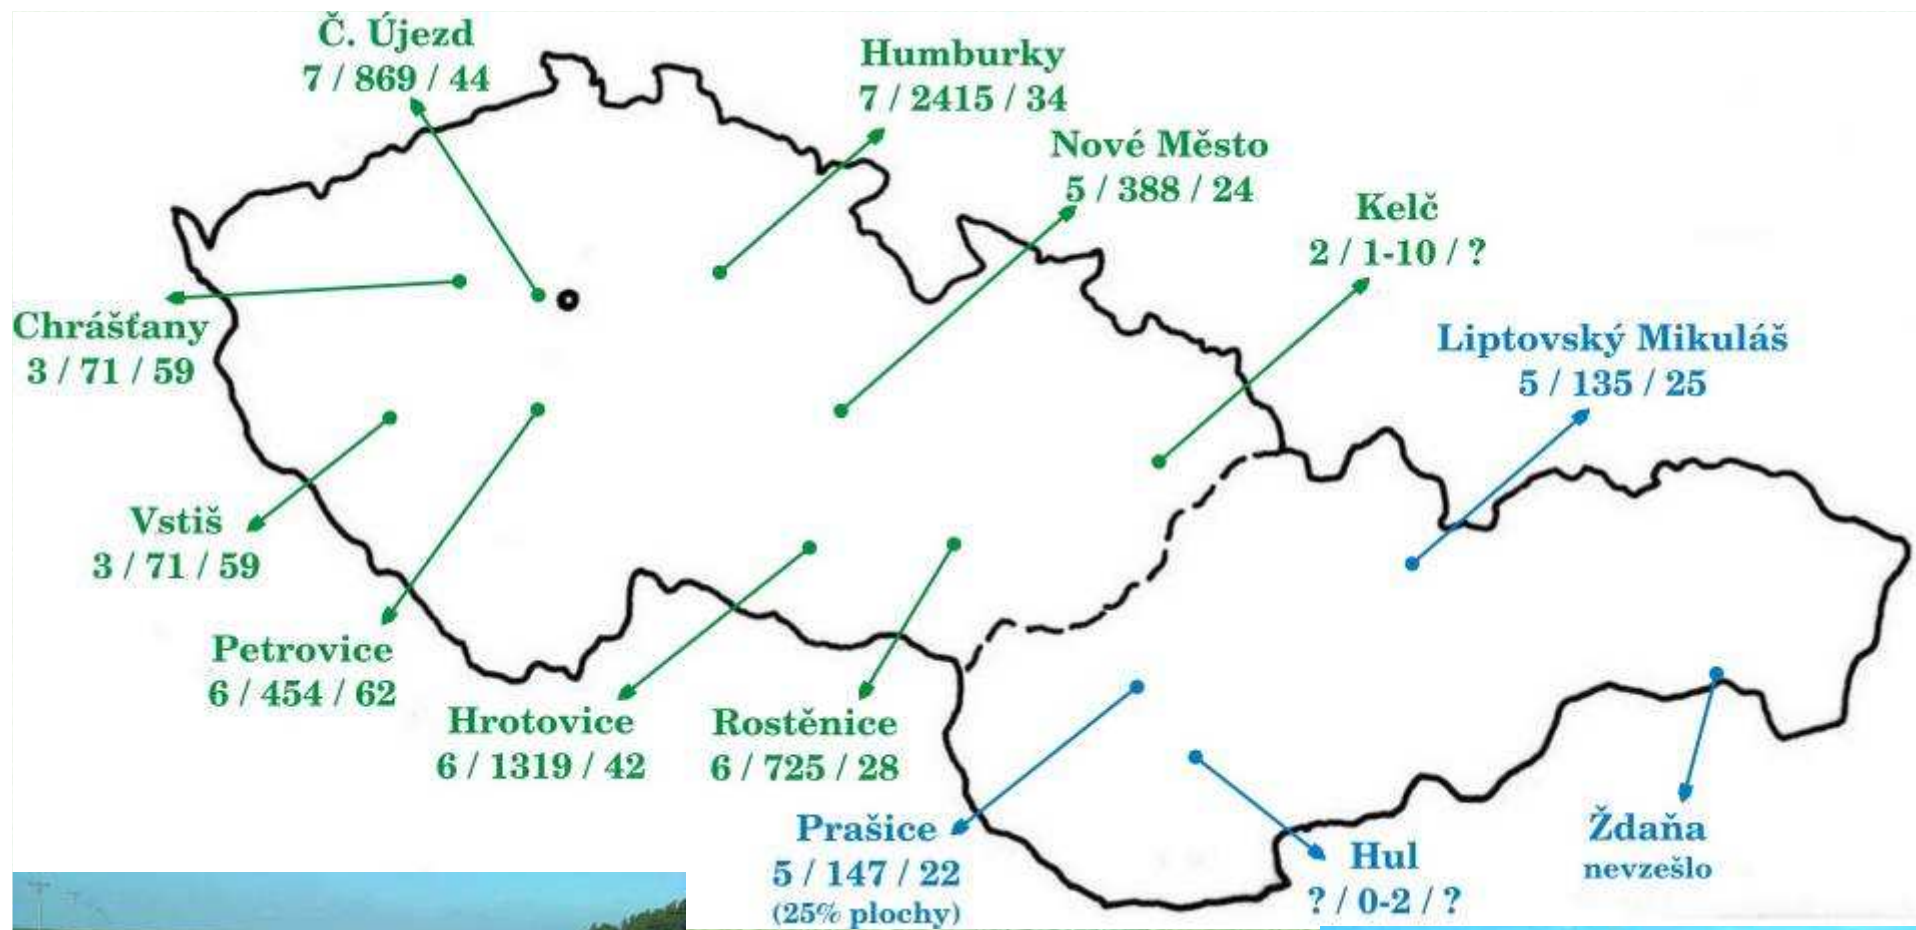 Č. Újezd
7 / 869 / 44
Humburky
7 / 2415 / 34
Nové Město
5 / 388 / 24
Kelč
2 / 1-10 / ?
Chrášťany
3 / 71 / 59
Liptovský Mikuláš
5 / 135 / 25
Vstiš
3 / 71 / 59
Petrovice
6 / 454 / 62
Hrotovice
6 / 1319 / 42
Rostěnice
6 / 725 / 28
Prašice
5 / 147 / 22
(25% plochy)
Hul
? / 0-2 / ?
Ždaňa
nevzešlo